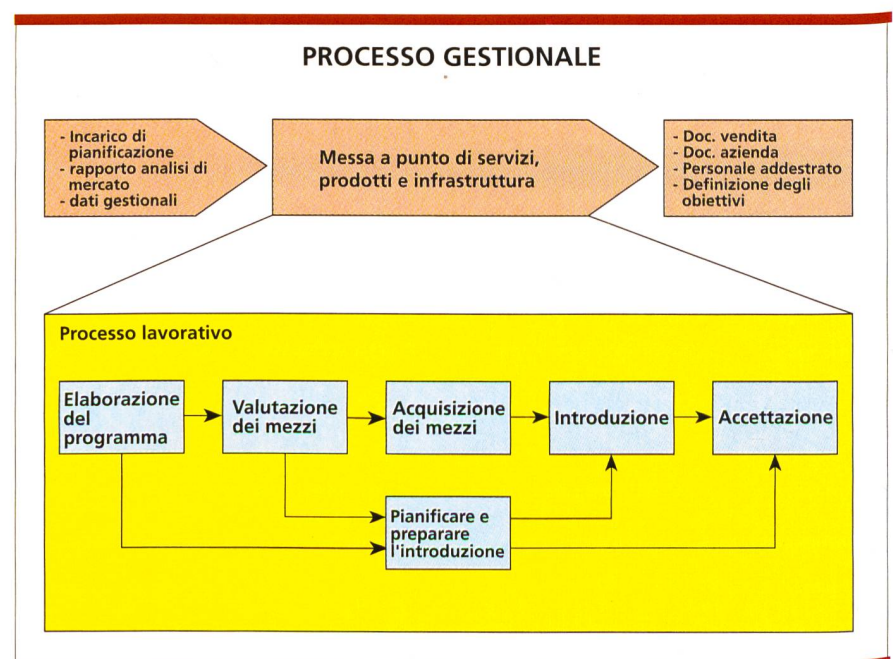 PROCESSO GESTIONALE
- Incarico di
pianificazione
- rapporto analisi di
mercato
- dati gestionali
Messa a punto di servizi,
prodotti e infrastruttura
- Doc. vendita
- Doc. azienda
- Personale addestrato
- Definizione degli
obiettivi
Processo lavorativo
Elaborazione
del
programma
Valutazione
dei mezzi
Acquisizione
dei mezzi
Introduzione
Accettazione
Pianificare e
preparare
l'introduzione